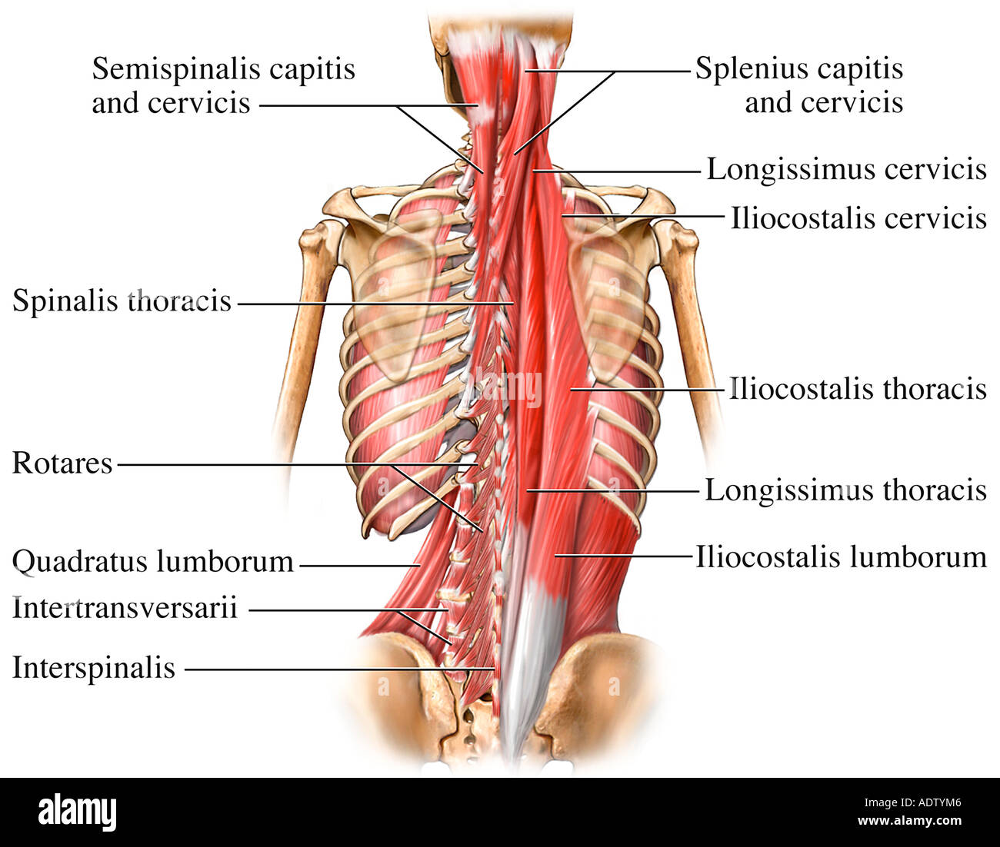 Semispinalis capitis
and cervicis
Splenius capitis
and cervicis
Longissimus cervicis
Iliocostalis cervicis
Spinalis thoracis
Iliocostalis thoracis
Rotares
Longissimus thoracis
Quadratus lumborum
Iliocostalis lumborum
Intertransversarii
Interspinalis
a
a
a
alamy
a
a
a
a
alamy
Image ID: ADTYM6
www.alamy.com